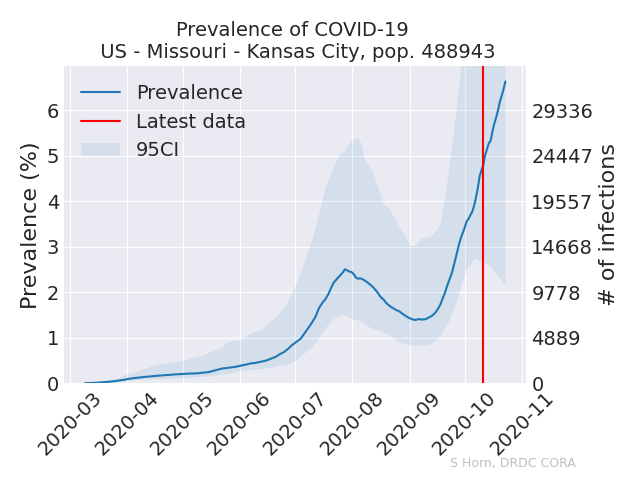 Prevalence of COVID-19
US - Missouri - Kansas City, pop. 488943
Prevalence
Latest data
95CI
Prevalence (%)
6
5
4
3
2
1
0
29336
24447
19557
14668
9778
4889
0
# of infections
2020-03
2020-04
2020-05
2020-06
2020-07
2020-08
2020-09
2020-10
2020-11
S Horn, DRDC CORA